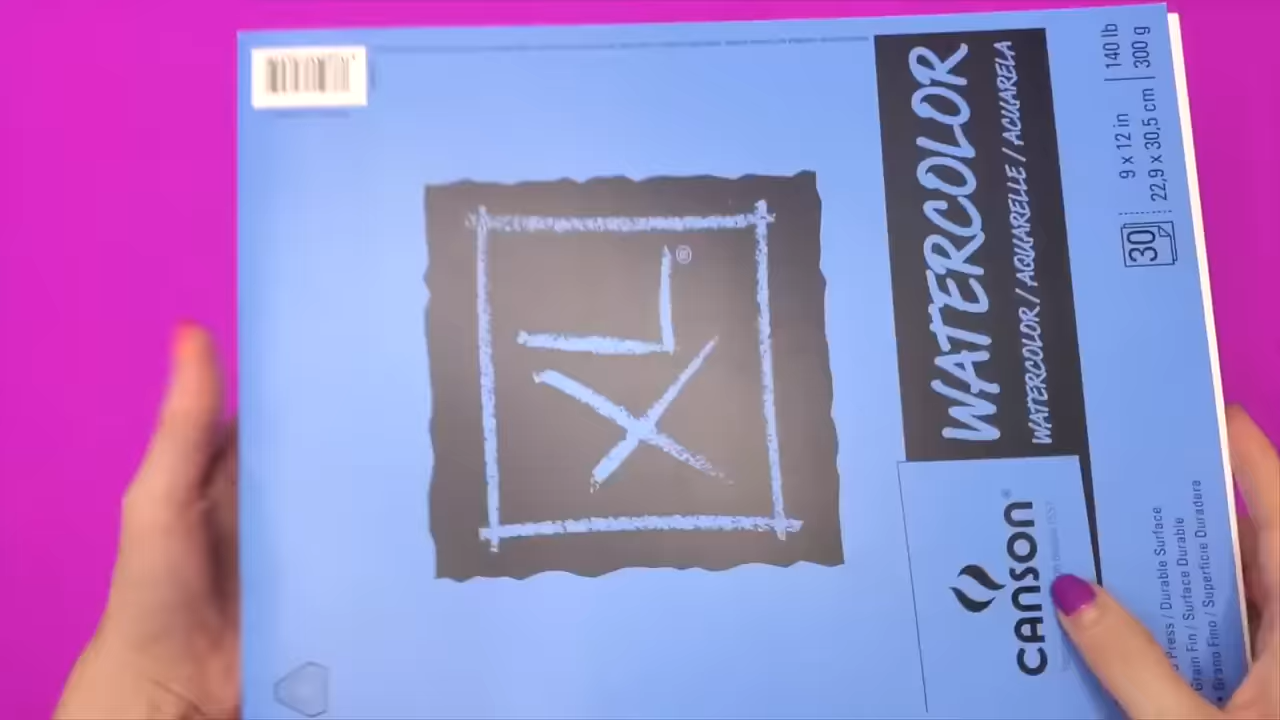 XL®
WATERCOLOR
WATERCOLOR / AQUARELLE / ACUARELA
CANSON®
9 x 12 in | 140 lb
22,9 x 30,5 cm | 300 g
30
Press / Durable Surface
Grain Fin / Surface Durable
• Grano Fino / Superficie Duradera